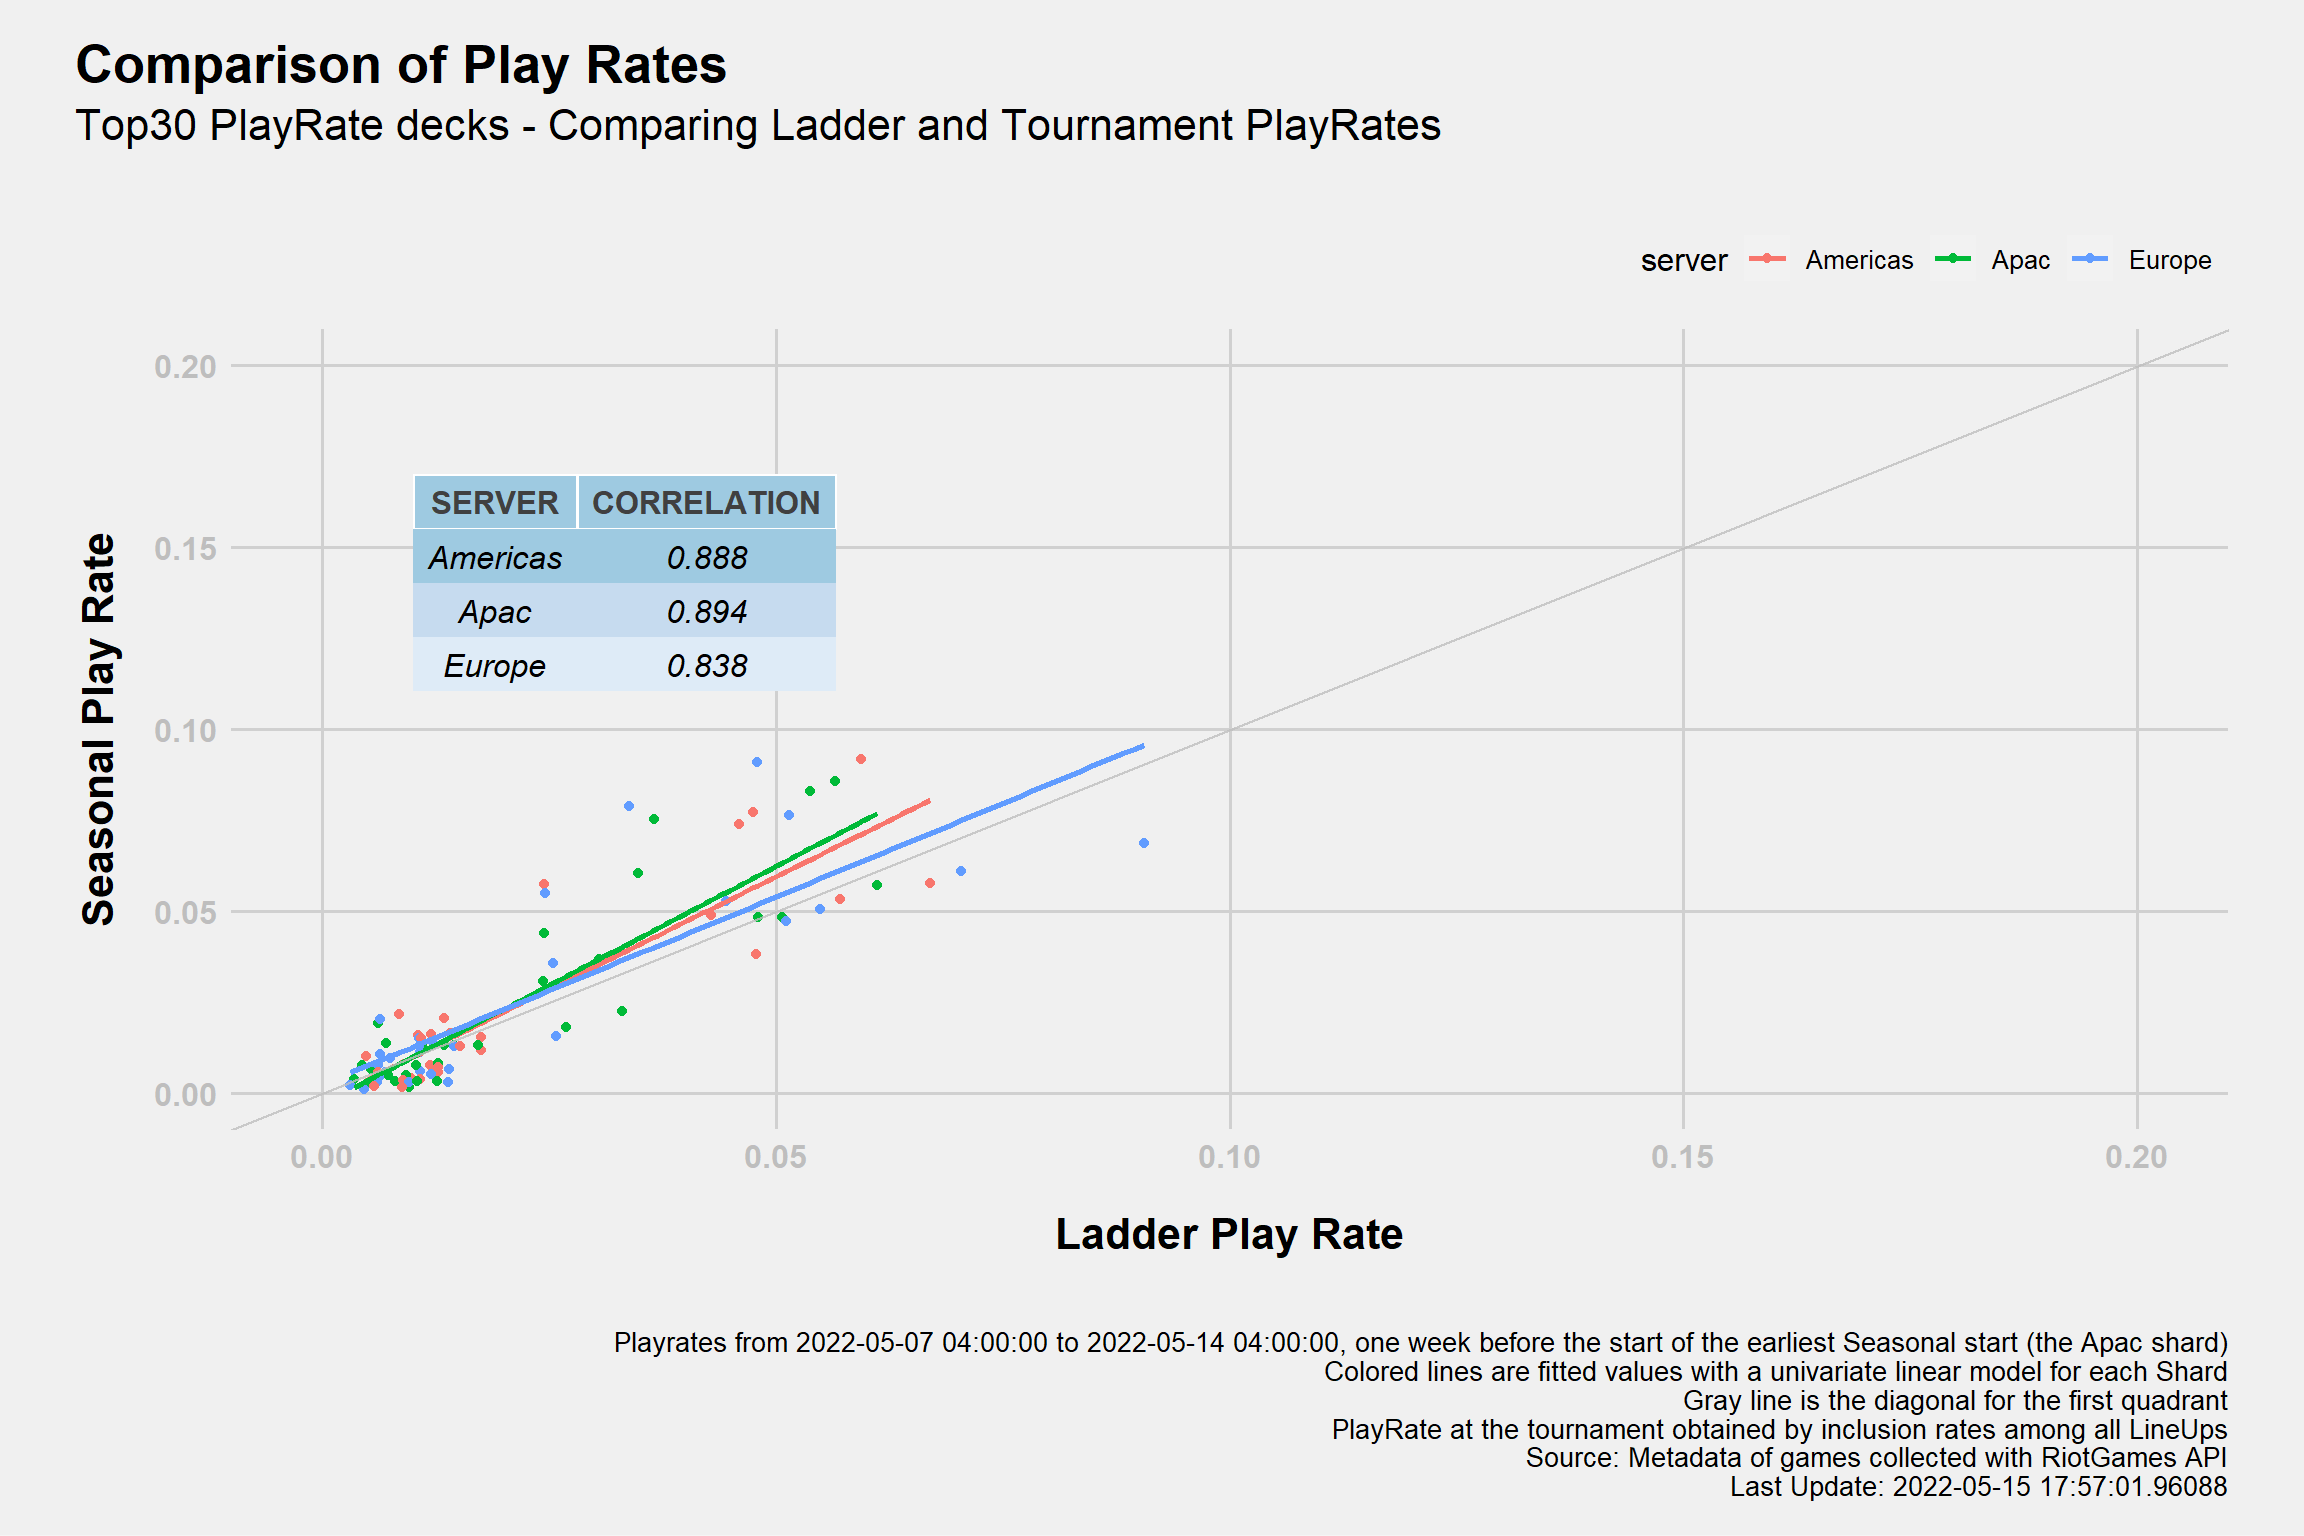 Comparison of Play Rates
Top30 PlayRate decks - Comparing Ladder and Tournament PlayRates
server Americas Apac Europe
0.20
0.15
0.10
0.05
0.00
Seasonal Play Rate
SERVER CORRELATION
Americas 0.888
Apac 0.894
Europe 0.838
0.00 0.05 0.10 0.15 0.20
Ladder Play Rate
Playrates from 2022-05-07 04:00:00 to 2022-05-14 04:00:00, one week before the start of the earliest Seasonal start (the Apac shard)
Colored lines are fitted values with a univariate linear model for each Shard
Gray line is the diagonal for the first quadrant
PlayRate at the tournament obtained by inclusion rates among all LineUps
Source: Metadata of games collected with RiotGames API
Last Update: 2022-05-15 17:57:01.96088